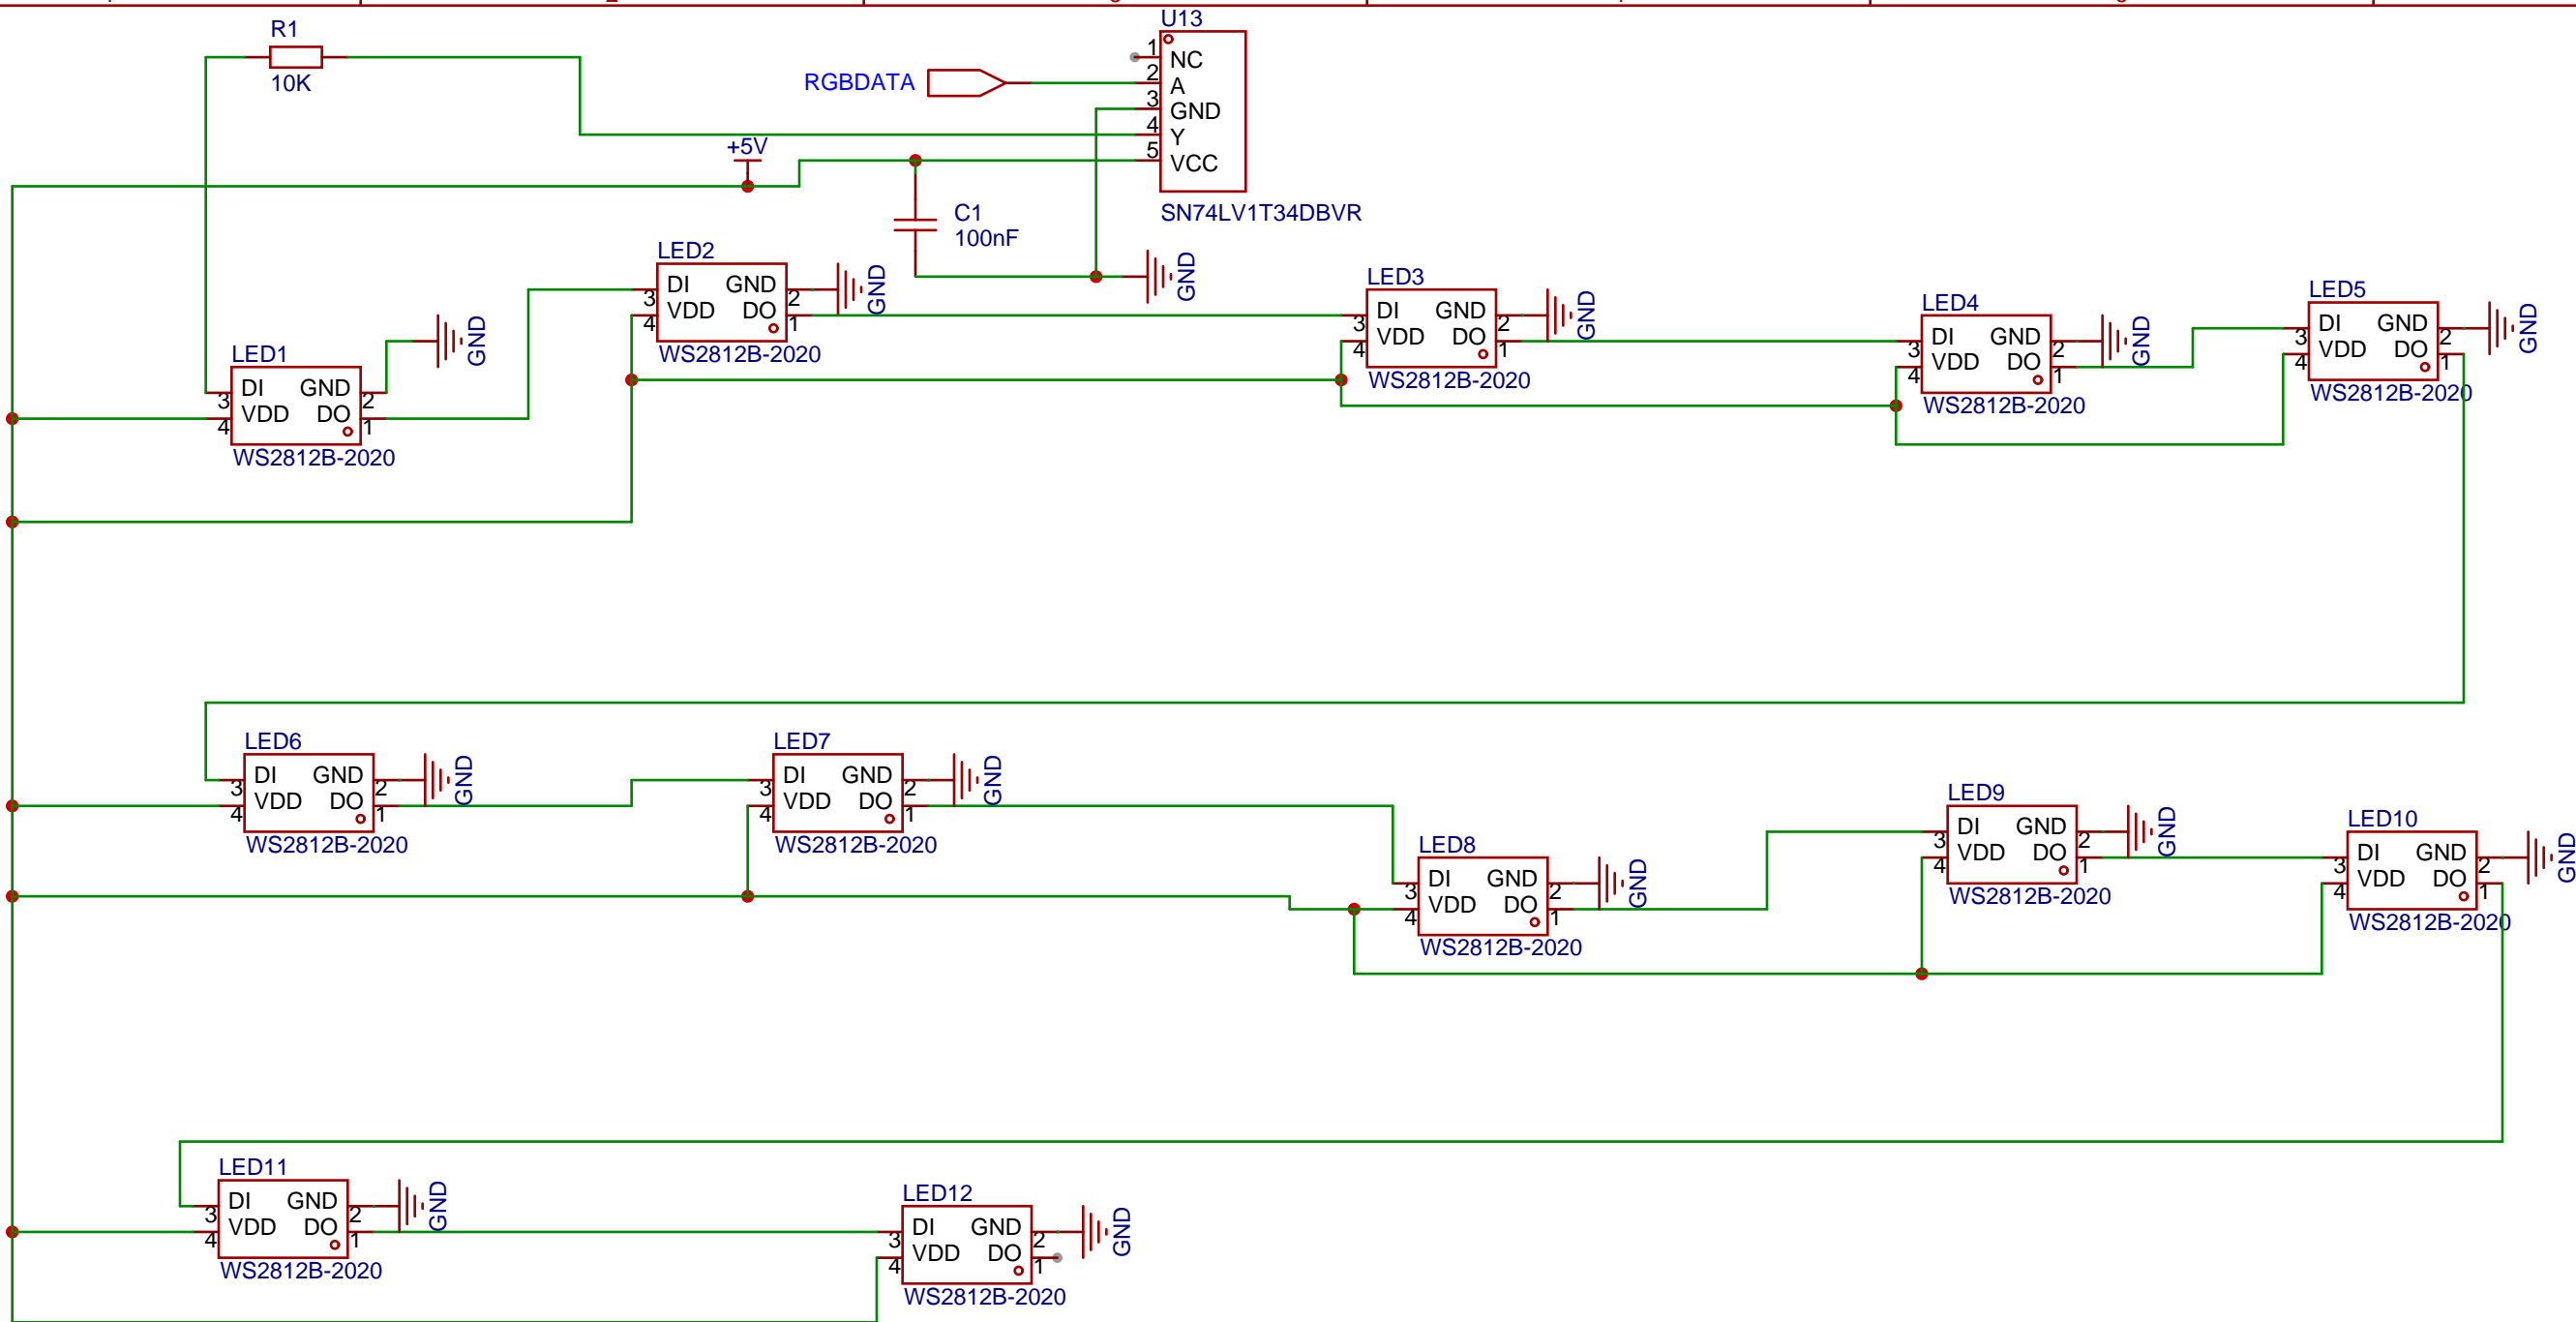 R1
10K
U13
1 NC
2 A
3 GND
4 Y
5 VCC
SN74LV1T34DBVR
RGBDATA
+5V
C1
100nF
GND
LED1
3 DI GND 2
4 VDD DO 1
WS2812B-2020
GND
LED2
3 DI GND 2
4 VDD DO 1
WS2812B-2020
GND
LED3
3 DI GND 2
4 VDD DO 1
WS2812B-2020
GND
LED4
3 DI GND 2
4 VDD DO 1
WS2812B-2020
GND
LED5
3 DI GND 2
4 VDD DO 1
WS2812B-2020
GND
LED6
3 DI GND 2
4 VDD DO 1
WS2812B-2020
GND
LED7
3 DI GND 2
4 VDD DO 1
WS2812B-2020
GND
LED8
3 DI GND 2
4 VDD DO 1
WS2812B-2020
GND
LED9
3 DI GND 2
4 VDD DO 1
WS2812B-2020
GND
LED10
3 DI GND 2
4 VDD DO 1
WS2812B-2020
GND
LED11
3 DI GND 2
4 VDD DO 1
WS2812B-2020
GND
LED12
3 DI GND 2
4 VDD DO 1
WS2812B-2020
GND